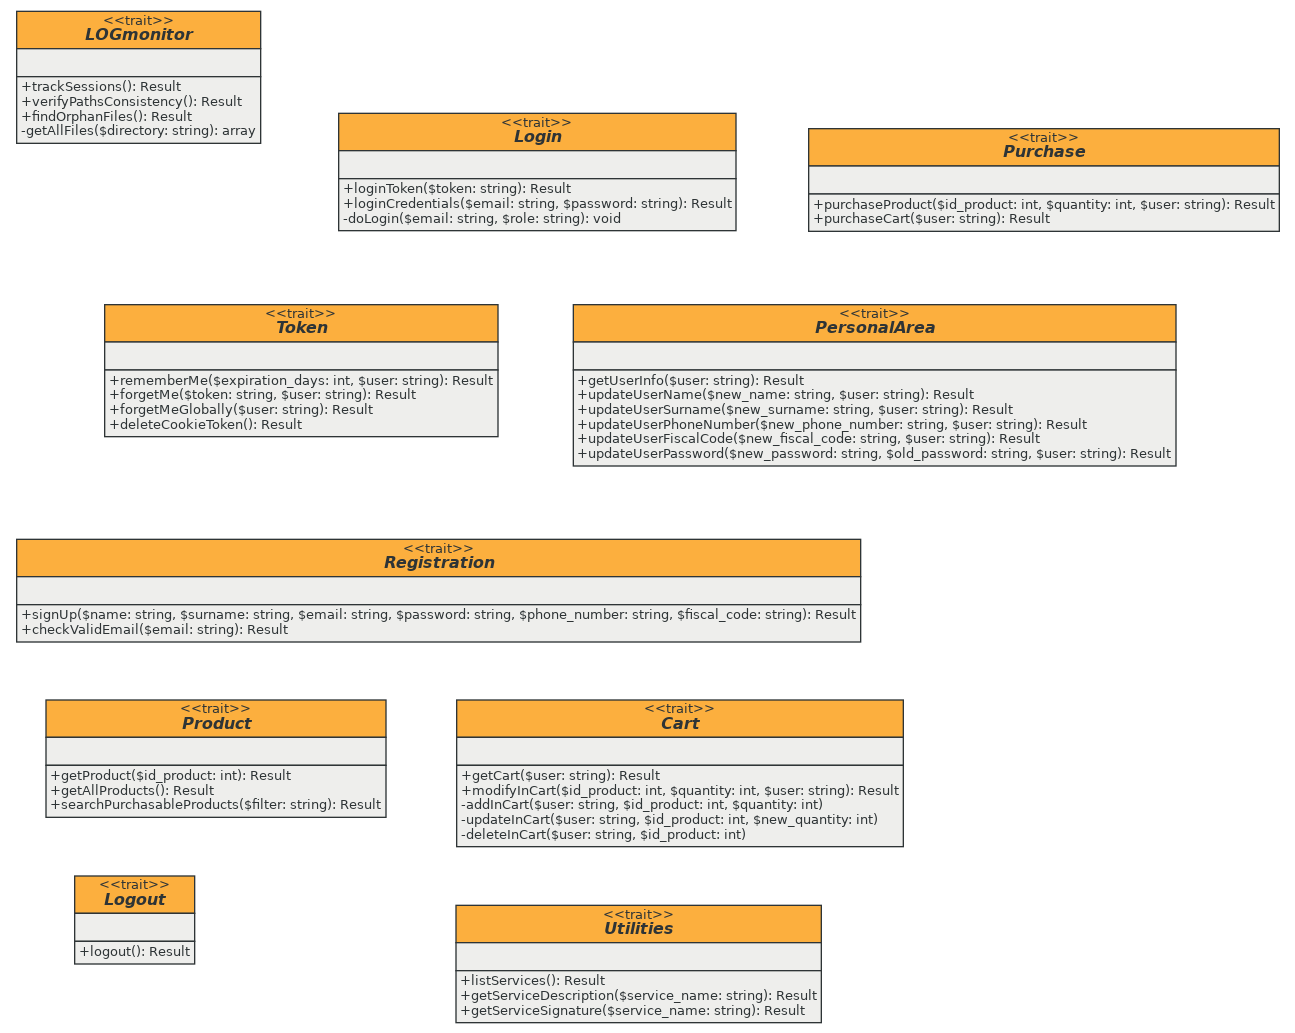 <<trait>>
LOGmonitor
+trackSessions(): Result
+verifyPathsConsistency(): Result
+findOrphanFiles(): Result
-getAllFiles($directory: string): array
<<trait>>
Login
+loginToken($token: string): Result
+loginCredentials($email: string, $password: string): Result
-doLogin($email: string, $role: string): void
<<trait>>
Purchase
+purchaseProduct($id_product: int, $quantity: int, $user: string): Result
+purchaseCart($user: string): Result
<<trait>>
Token
+rememberMe($expiration_days: int, $user: string): Result
+forgetMe($token: string, $user: string): Result
+forgetMeGlobally($user: string): Result
+deleteCookieToken(): Result
<<trait>>
PersonalArea
+getUserInfo($user: string): Result
+updateUserName($new_name: string, $user: string): Result
+updateUserSurname($new_surname: string, $user: string): Result
+updateUserPhoneNumber($new_phone_number: string, $user: string): Result
+updateUserFiscalCode($new_fiscal_code: string, $user: string): Result
+updateUserPassword($new_password: string, $old_password: string, $user: string): Result
<<trait>>
Registration
+signUp($name: string, $surname: string, $email: string, $password: string, $phone_number: string, $fiscal_code: string): Result
+checkValidEmail($email: string): Result
<<trait>>
Product
+getProduct($id_product: int): Result
+getAllProducts(): Result
+searchPurchasableProducts($filter: string): Result
<<trait>>
Cart
+getCart($user: string): Result
+modifyInCart($id_product: int, $quantity: int, $user: string): Result
-addInCart($user: string, $id_product: int, $quantity: int)
-updateInCart($user: string, $id_product: int, $new_quantity: int)
-deleteInCart($user: string, $id_product: int)
<<trait>>
Logout
+logout(): Result
<<trait>>
Utilities
+listServices(): Result
+getServiceDescription($service_name: string): Result
+getServiceSignature($service_name: string): Result